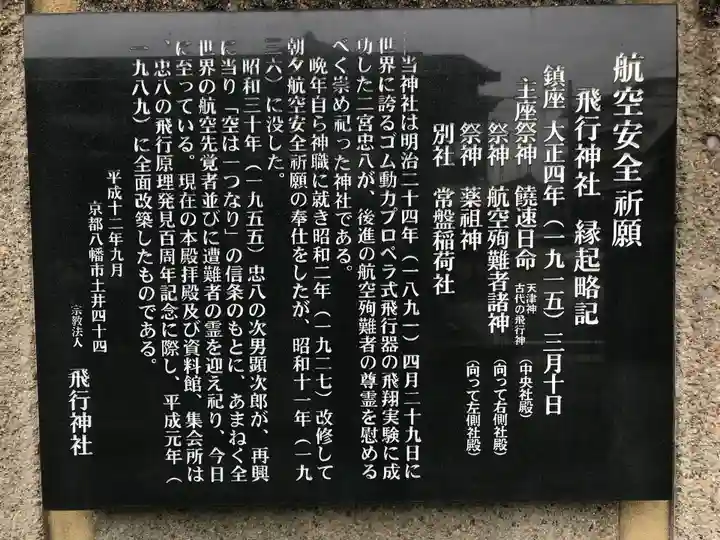 航空安全祈願
飛行神社　縁起略記
鎮座　大正四年（一九一五）三月十日
主座祭神　饒速日命　天津神　古代の飛行神　（中央社殿）
祭神　航空殉難者諸神　（向って右側社殿）
祭神　薬祖神　（向って左側社殿）
別社　常盤稲荷社
当神社は明治二十四年（一八九一）四月二十九日に
世界に誇るゴム動力プロペラ式飛行器の飛翔実験に成
功した二宮忠八が、後進の航空殉難者の尊霊を慰める
べく崇め祀った神社である。
晩年自ら神職に就き昭和二年（一九二七）改修して
朝夕航空安全祈願の奉仕をしたが、昭和十一年（一九
三六）に没した。
昭和三十年（一九五五）忠八の次男顕次郎が、再興
に当り「空は一つなり」の信条のもとに、あまねく全
世界の航空先覚者並びに遭難者の霊を迎え祀り、今日
に至っている。現在の本殿拝殿及び資料館、集会所は
、忠八の飛行原理発見百周年記念に際し、平成元年（
一九八九）に全面改築したものである。
平成十二年九月
京都八幡市土井四十四
宗教法人　飛行神社